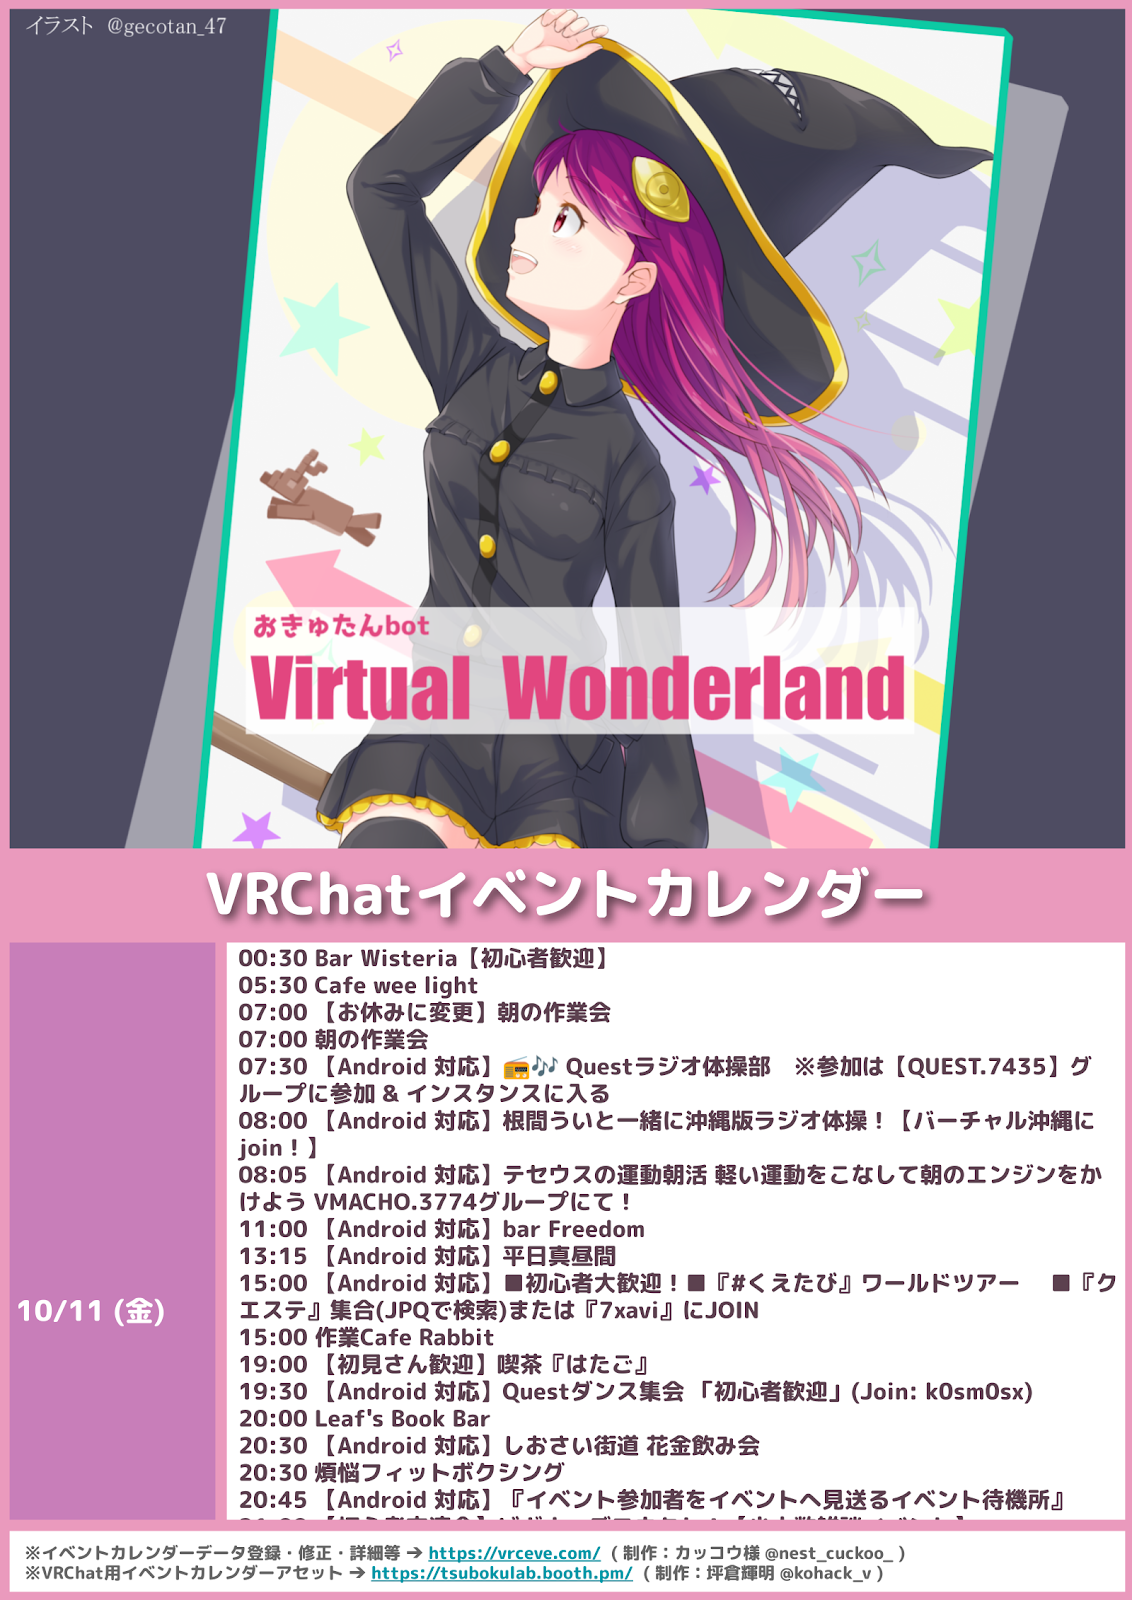 イラスト @gecotan_47
おきゅたんbot
Virtual Wonderland
VRChatイベントカレンダー
10/11 (金)
00:30 Bar Wisteria【初心者歓迎】
05:30 Cafe wee light
07:00 【お休みに変更】朝の作業会
07:00 朝の作業会
07:30 【Android 対応】📻🎶 Questラジオ体操部　※参加は【QUEST.7435】グ
ループに参加 & インスタンスに入る
08:00 【Android 対応】根間ういと一緒に沖縄版ラジオ体操！【バーチャル沖縄に
join！】
08:05 【Android 対応】テセウスの運動朝活 軽い運動をこなして朝のエンジンをか
けよう VMACHO.3774グループにて！
11:00 【Android 対応】bar Freedom
13:15 【Android 対応】平日真昼間
15:00 【Android 対応】■初心者大歓迎！■『#くえたび』ワールドツアー　 ■『ク
エステ』集合(JPQで検索)または『7xavi』にJOIN
15:00 作業Cafe Rabbit
19:00 【初見さん歓迎】喫茶『はたご』
19:30 【Android 対応】Questダンス集会 「初心者歓迎」(Join: k0sm0sx)
20:00 Leaf's Book Bar
20:30 【Android 対応】しおさい街道 花金飲み会
20:30 煩悩フィットボクシング
20:45 【Android 対応】『イベント参加者をイベントへ見送るイベント待機所』
※イベントカレンダーデータ登録・修正・詳細等 → https://vrceve.com/ ( 制作：カッコウ様 @nest_cuckoo_ )
※VRChat用イベントカレンダーアセット → https://tsubokulab.booth.pm/ ( 制作：坪倉輝明 @kohack_v )